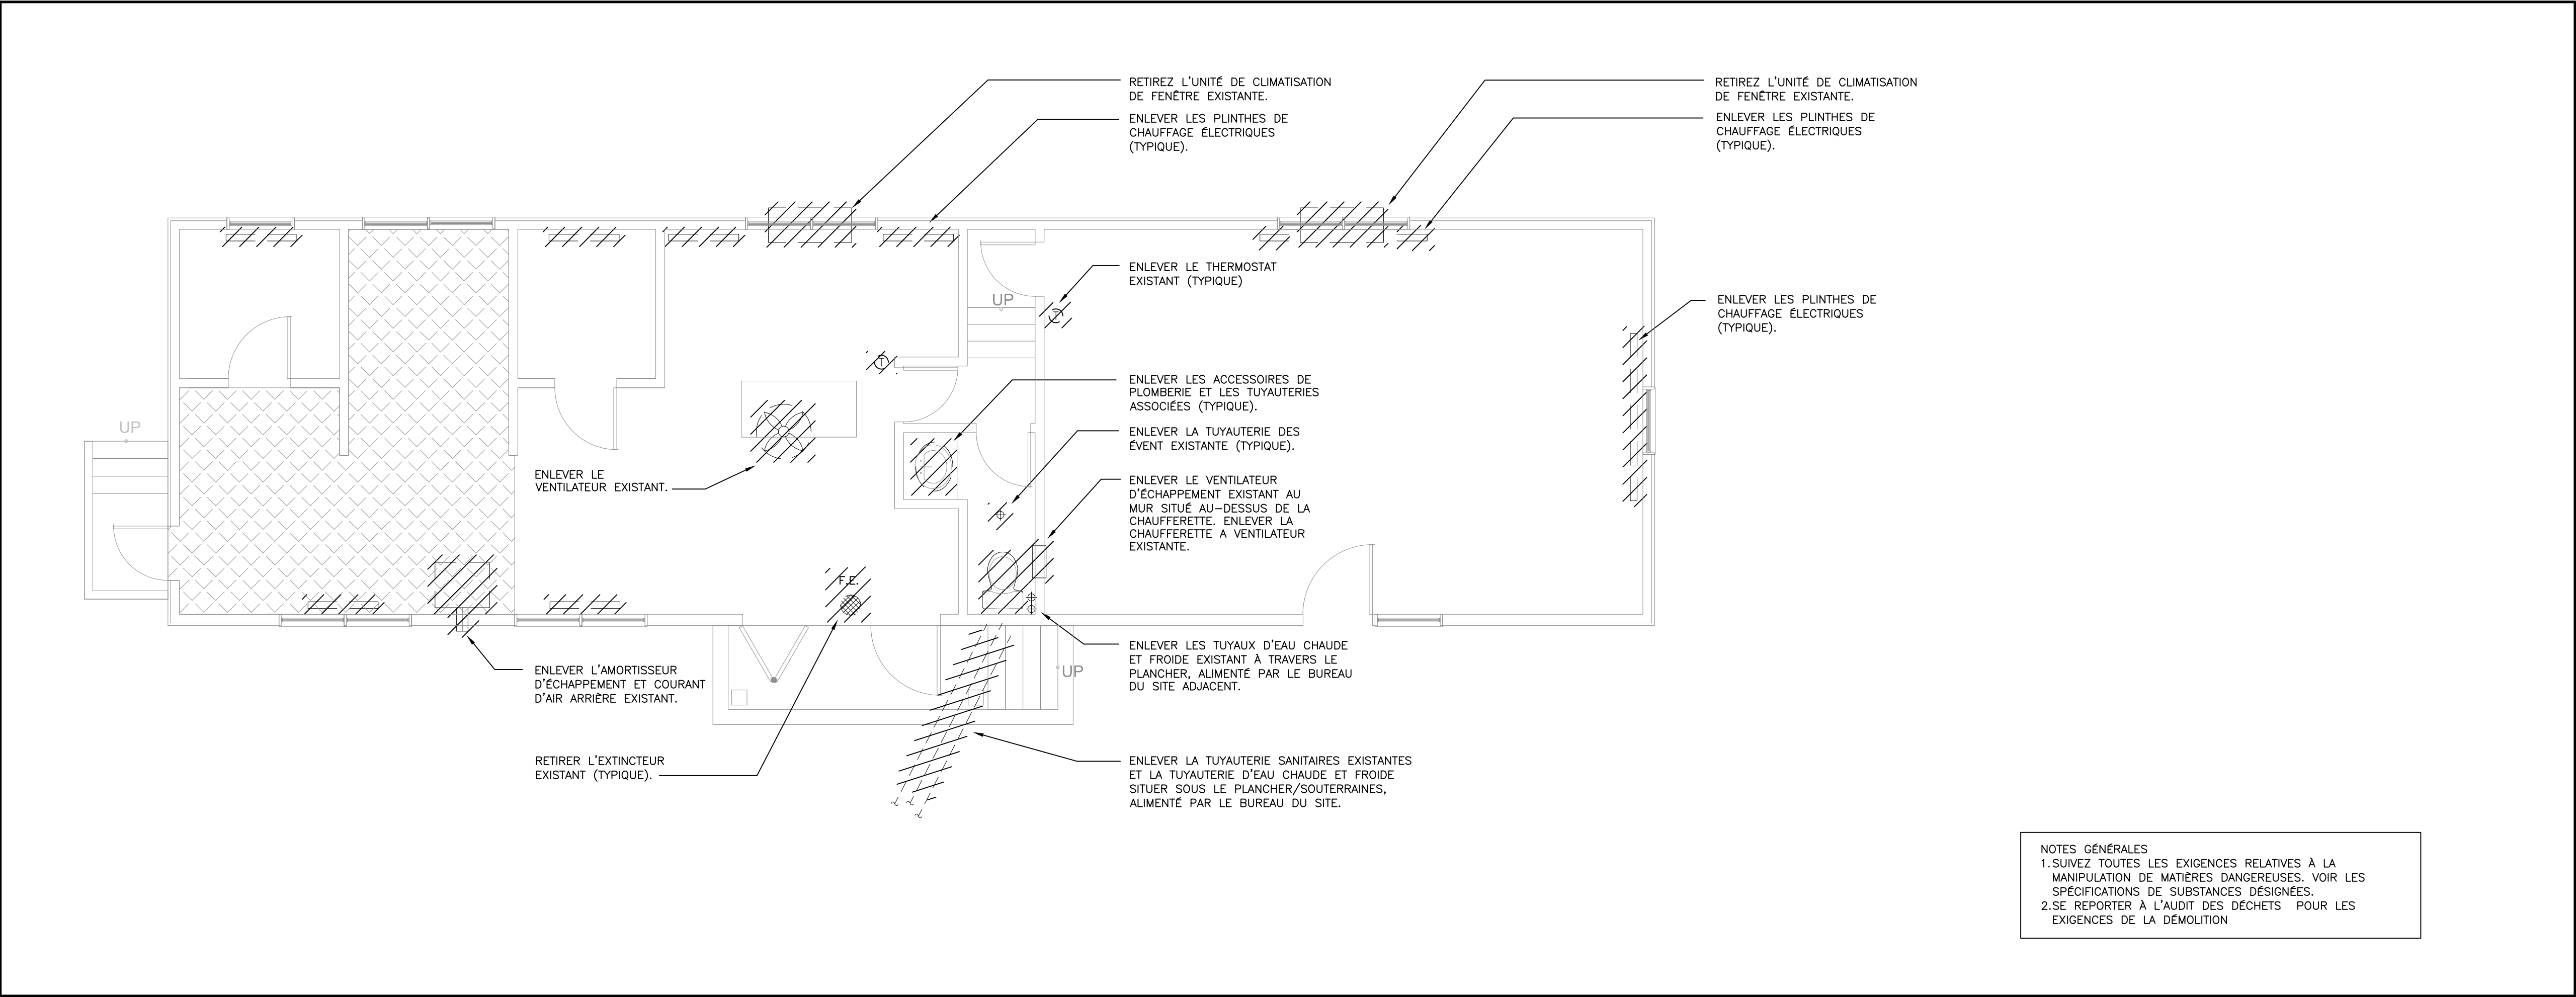 RETIREZ L'UNITÉ DE CLIMATISATION
DE FENÊTRE EXISTANTE.
ENLEVER LES PLINTHES DE
CHAUFFAGE ÉLECTRIQUES
(TYPIQUE).
RETIREZ L'UNITÉ DE CLIMATISATION
DE FENÊTRE EXISTANTE.
ENLEVER LES PLINTHES DE
CHAUFFAGE ÉLECTRIQUES
(TYPIQUE).
ENLEVER LE THERMOSTAT
EXISTANT (TYPIQUE)
UP
T
ENLEVER LES PLINTHES DE
CHAUFFAGE ÉLECTRIQUES
(TYPIQUE).
T
ENLEVER LES ACCESSOIRES DE
PLOMBERIE ET LES TUYAUTERIES
ASSOCIÉES (TYPIQUE).
UP
ENLEVER LA TUYAUTERIE DES
ÉVENT EXISTANTE (TYPIQUE).
ENLEVER LE
VENTILATEUR EXISTANT.
ENLEVER LE VENTILATEUR
D'ÉCHAPPEMENT EXISTANT AU
MUR SITUÉ AU-DESSUS DE LA
CHAUFFERETTE. ENLEVER LA
CHAUFFERETTE A VENTILATEUR
EXISTANTE.
F.E.
ENLEVER L'AMORTISSEUR
D'ÉCHAPPEMENT ET COURANT
D'AIR ARRIÈRE EXISTANT.
UP
ENLEVER LES TUYAUX D'EAU CHAUDE
ET FROIDE EXISTANT À TRAVERS LE
PLANCHER, ALIMENTÉ PAR LE BUREAU
DU SITE ADJACENT.
RETIRER L'EXTINCTEUR
EXISTANT (TYPIQUE).
ENLEVER LA TUYAUTERIE SANITAIRES EXISTANTES
ET LA TUYAUTERIE D'EAU CHAUDE ET FROIDE
SITUER SOUS LE PLANCHER/SOUTERRAINES,
ALIMENTÉ PAR LE BUREAU DU SITE.
NOTES GÉNÉRALES
1.SUIVEZ TOUTES LES EXIGENCES RELATIVES À LA
MANIPULATION DE MATIÈRES DANGEREUSES. VOIR LES
SPÉCIFICATIONS DE SUBSTANCES DÉSIGNÉES.
2.SE REPORTER À L'AUDIT DES DÉCHETS POUR LES
EXIGENCES DE LA DÉMOLITION